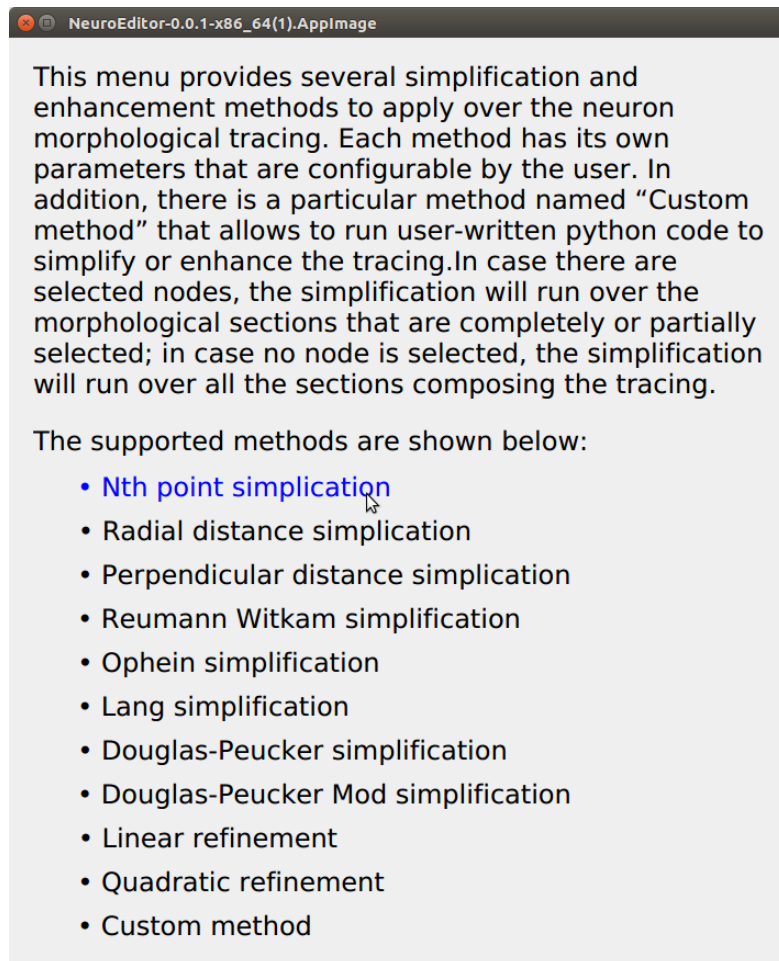 NeuroEditor-0.0.1-x86_64(1).AppImage
This menu provides several simplification and
enhancement methods to apply over the neuron
morphological tracing. Each method has its own
parameters that are configurable by the user. In
addition, there is a particular method named “Custom
method” that allows to run user-written python code to
simplify or enhance the tracing.In case there are
selected nodes, the simplification will run over the
morphological sections that are completely or partially
selected; in case no node is selected, the simplification
will run over all the sections composing the tracing.
The supported methods are shown below:
• Nth point simplication
• Radial distance simplication
• Perpendicular distance simplication
• Reumann Witkam simplification
• Ophein simplification
• Lang simplification
• Douglas-Peucker simplification
• Douglas-Peucker Mod simplification
• Linear refinement
• Quadratic refinement
• Custom method